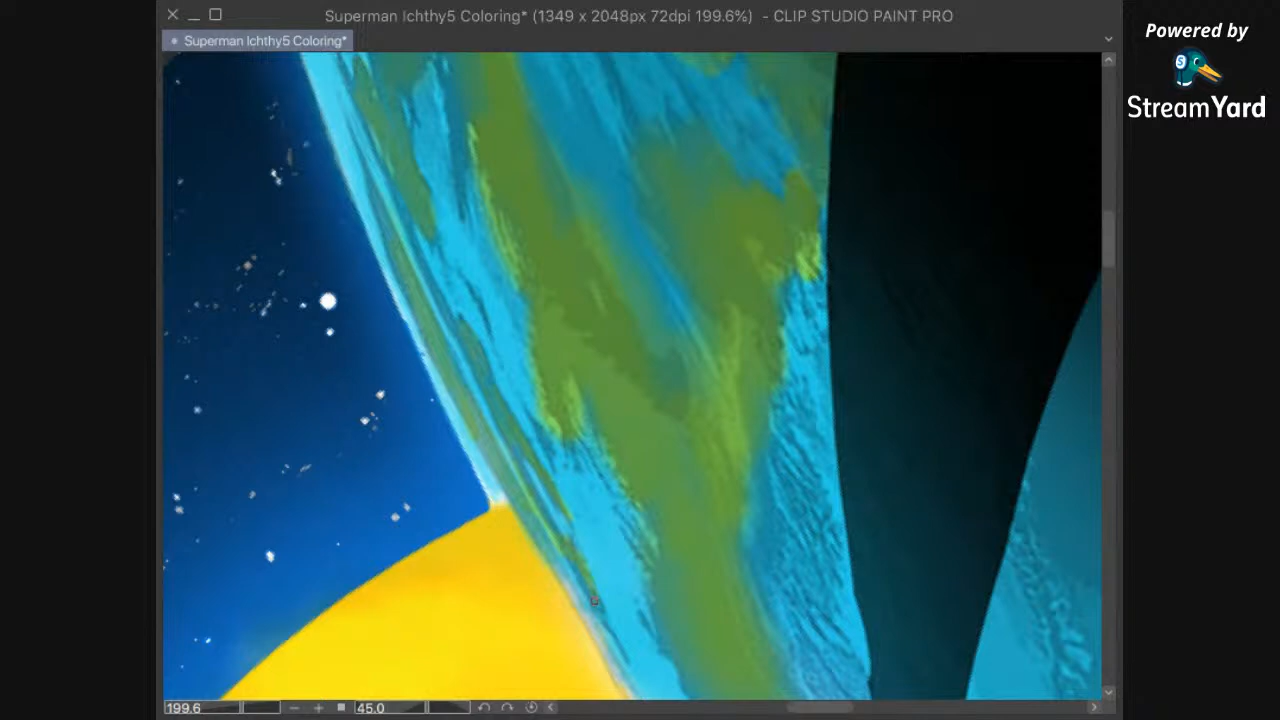 Superman Ichthy5 Coloring* (1349 x 2048px 72dpi 199.6%) - CLIP STUDIO PAINT PRO
Superman Ichthy5 Coloring*
Powered by
StreamYard
199.6
45.0